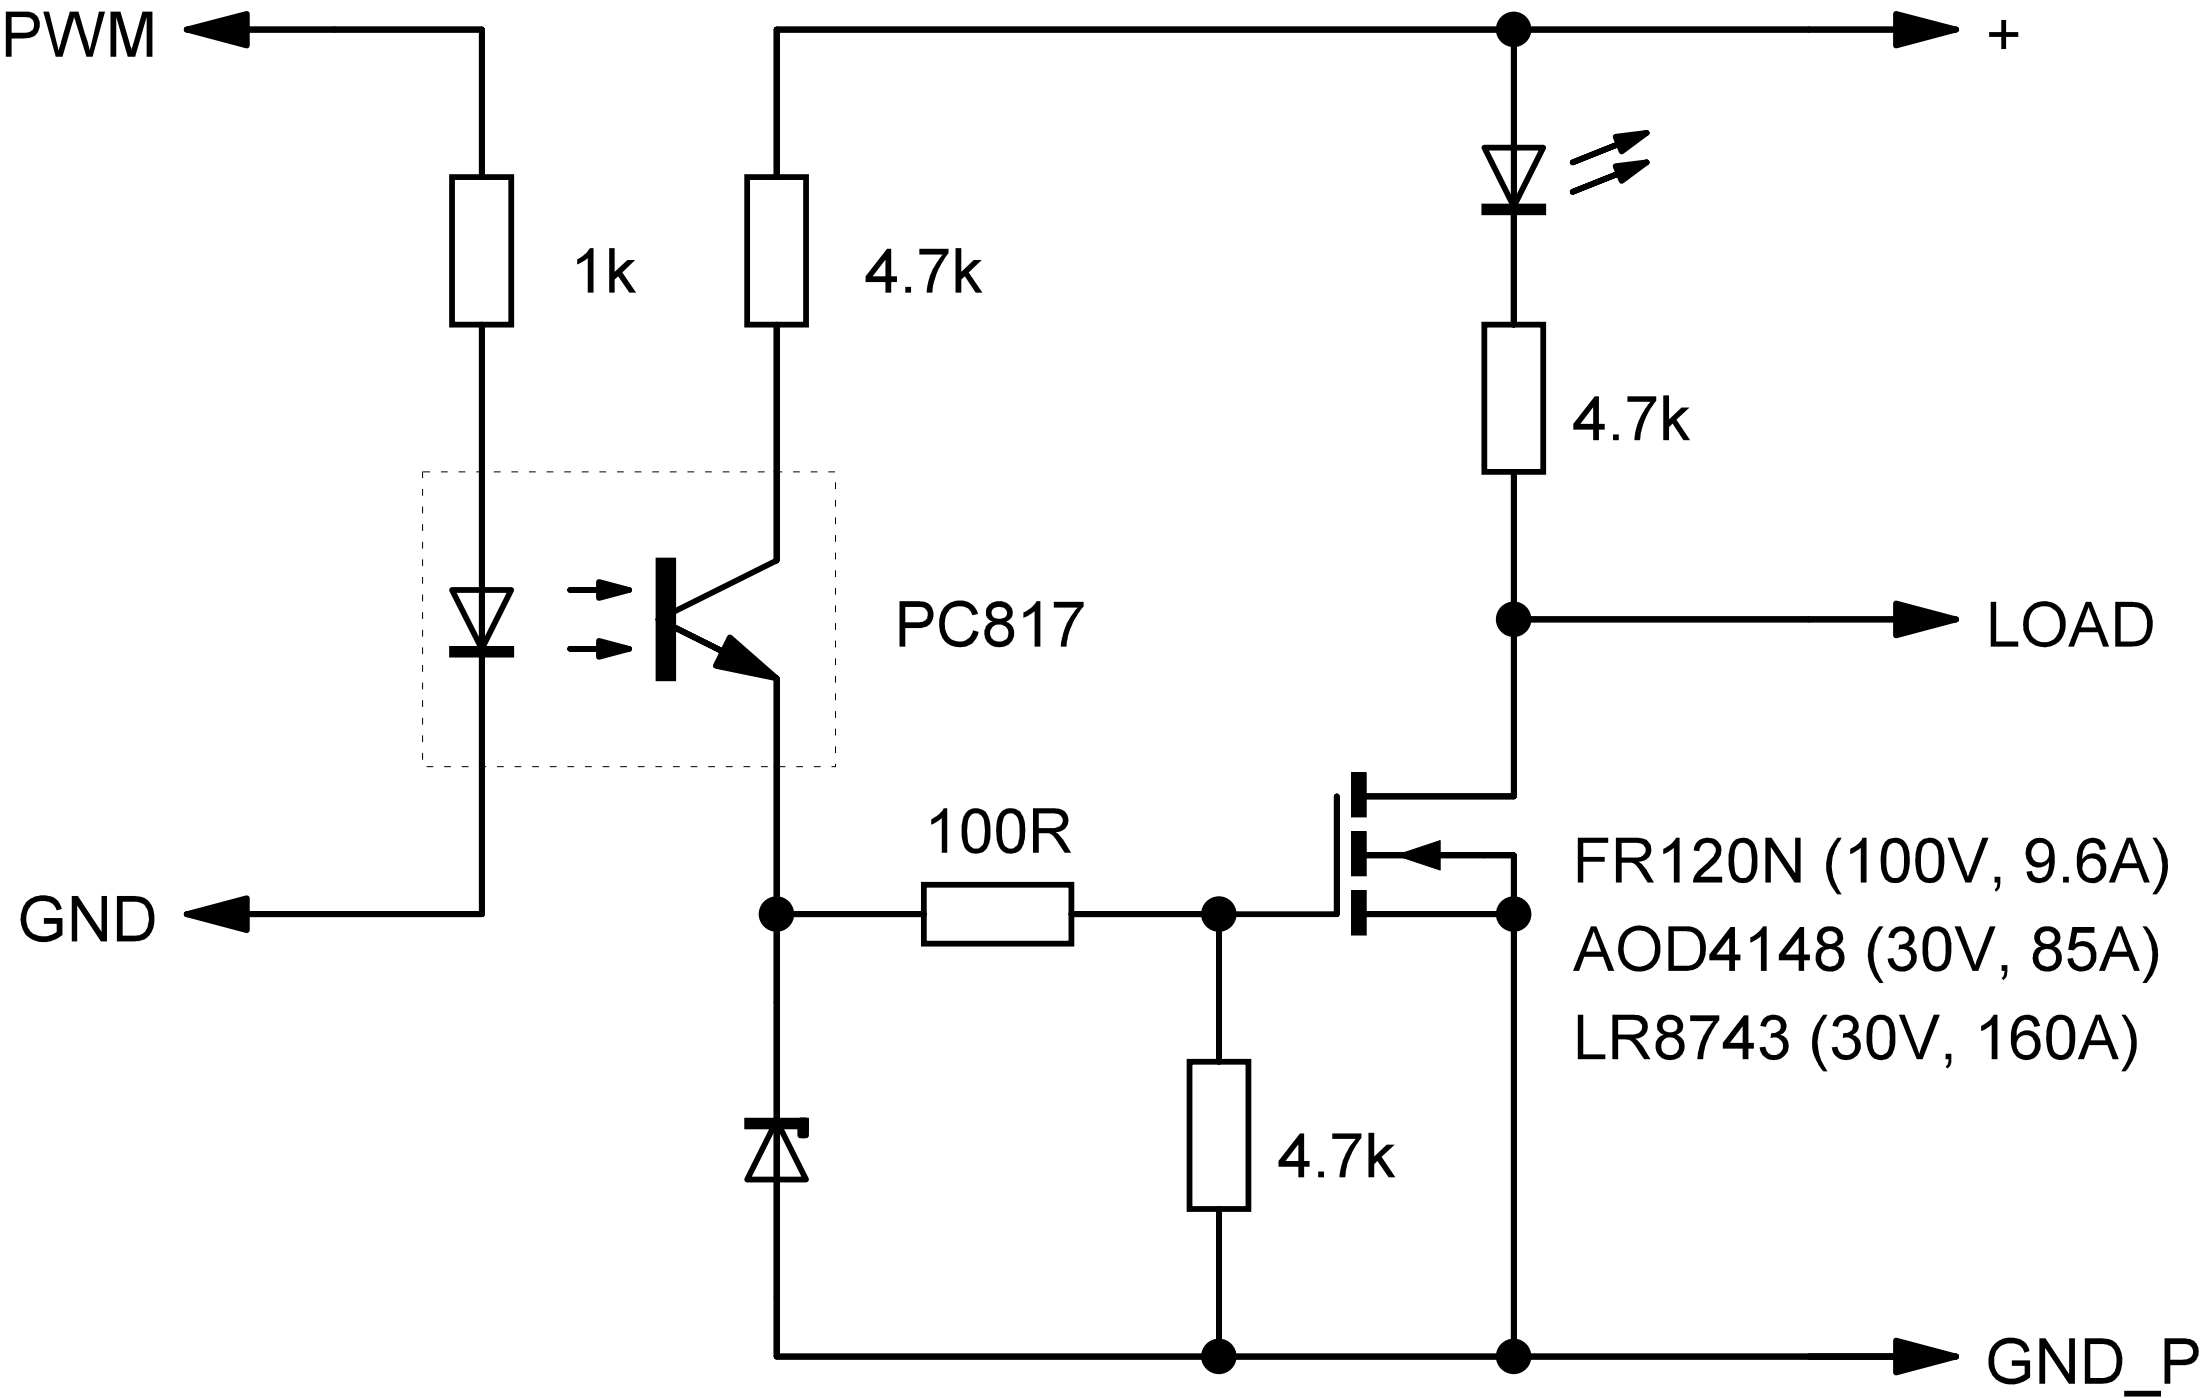 PWM
+
1k
4.7k
4.7k
PC817
LOAD
100R
FR120N (100V, 9.6A)
GND
AOD4148 (30V, 85A)
LR8743 (30V, 160A)
4.7k
GND_P